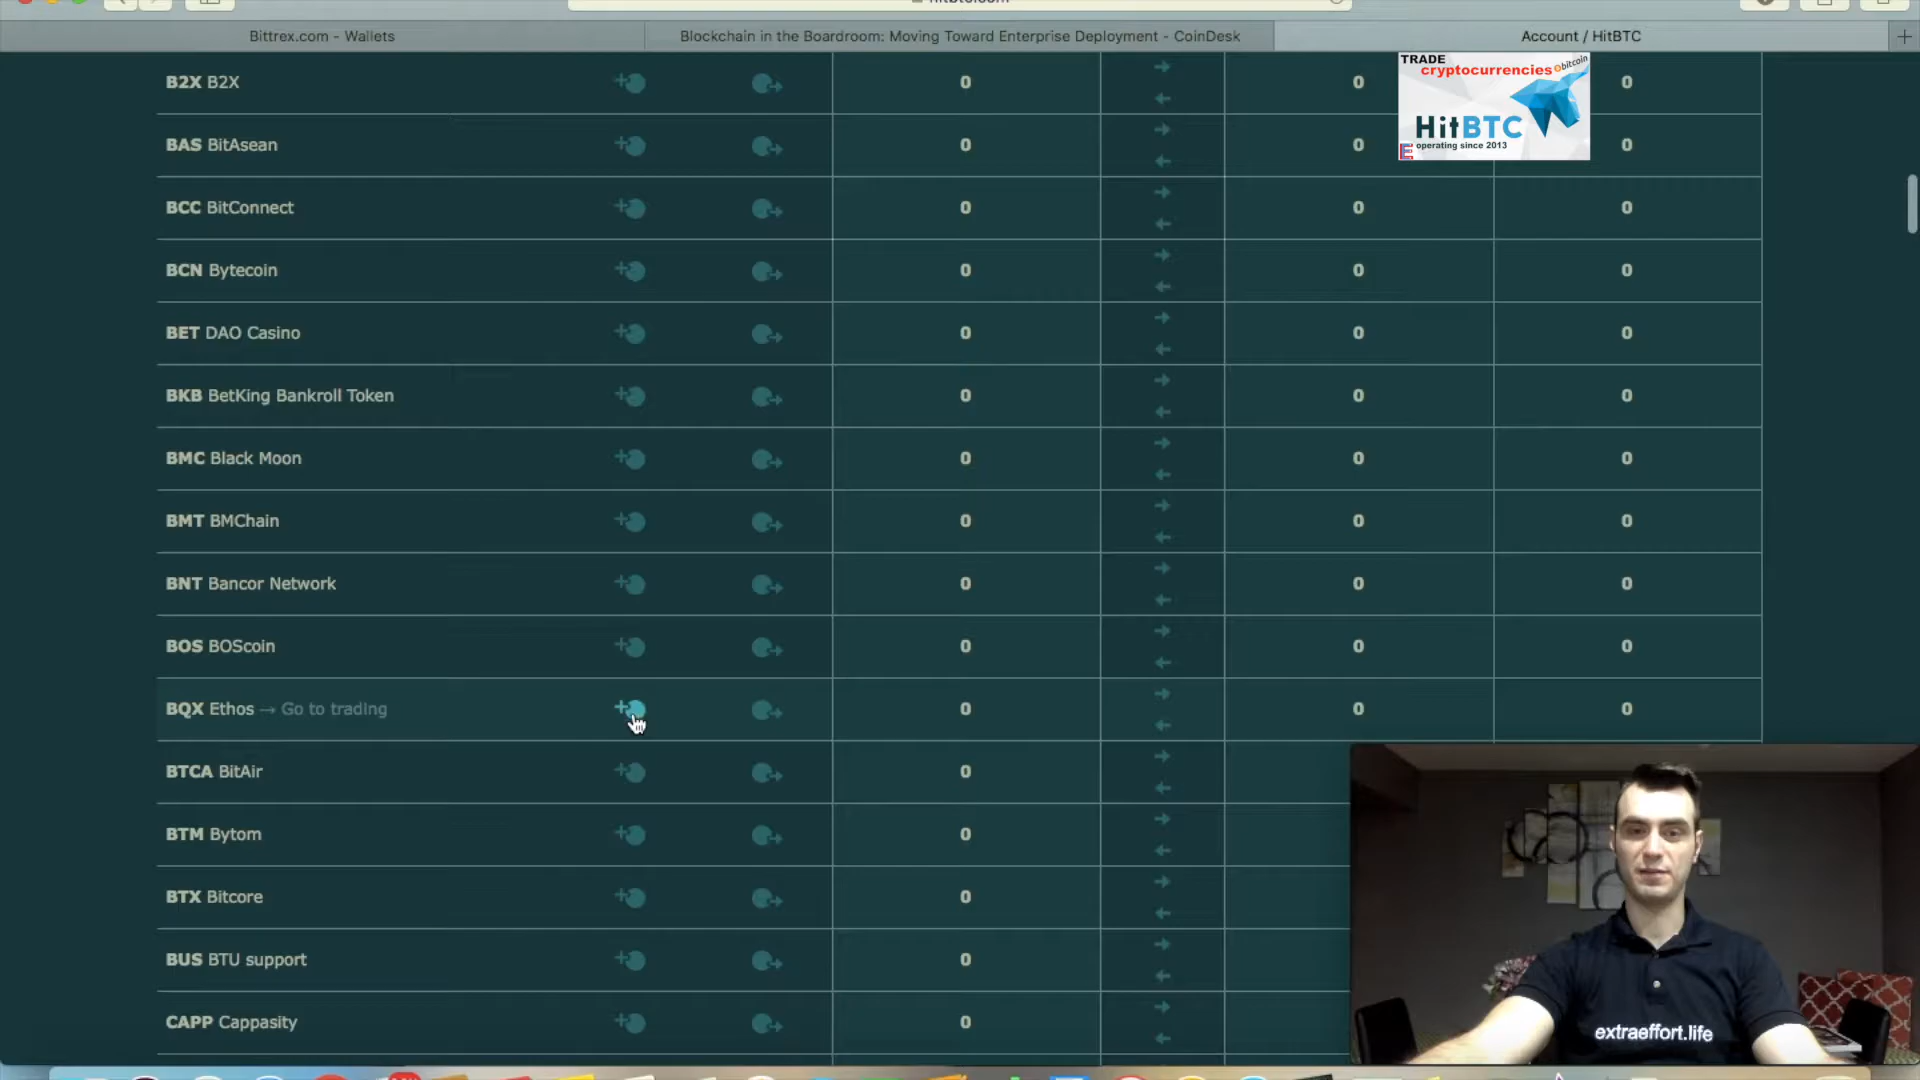 hitbtc.com
Bittrex.com - Wallets
Blockchain in the Boardroom: Moving Toward Enterprise Deployment - CoinDesk
Account / HitBTC
TRADE
cryptocurrencies
bitcoin
HitBTC
E operating since 2013
B2X B2X 0 0 0
BAS BitAsean 0 0 0
BCC BitConnect 0 0 0
BCN Bytecoin 0 0 0
BET DAO Casino 0 0 0
BKB BetKing Bankroll Token 0 0 0
BMC Black Moon 0 0 0
BMT BMChain 0 0 0
BNT Bancor Network 0 0 0
BOS BOScoin 0 0 0
BQX Ethos → Go to trading 0 0 0
BTCA BitAir 0
BTM Bytom 0
BTX Bitcore 0
BUS BTU support 0
CAPP Cappasity 0
extraeffort.life